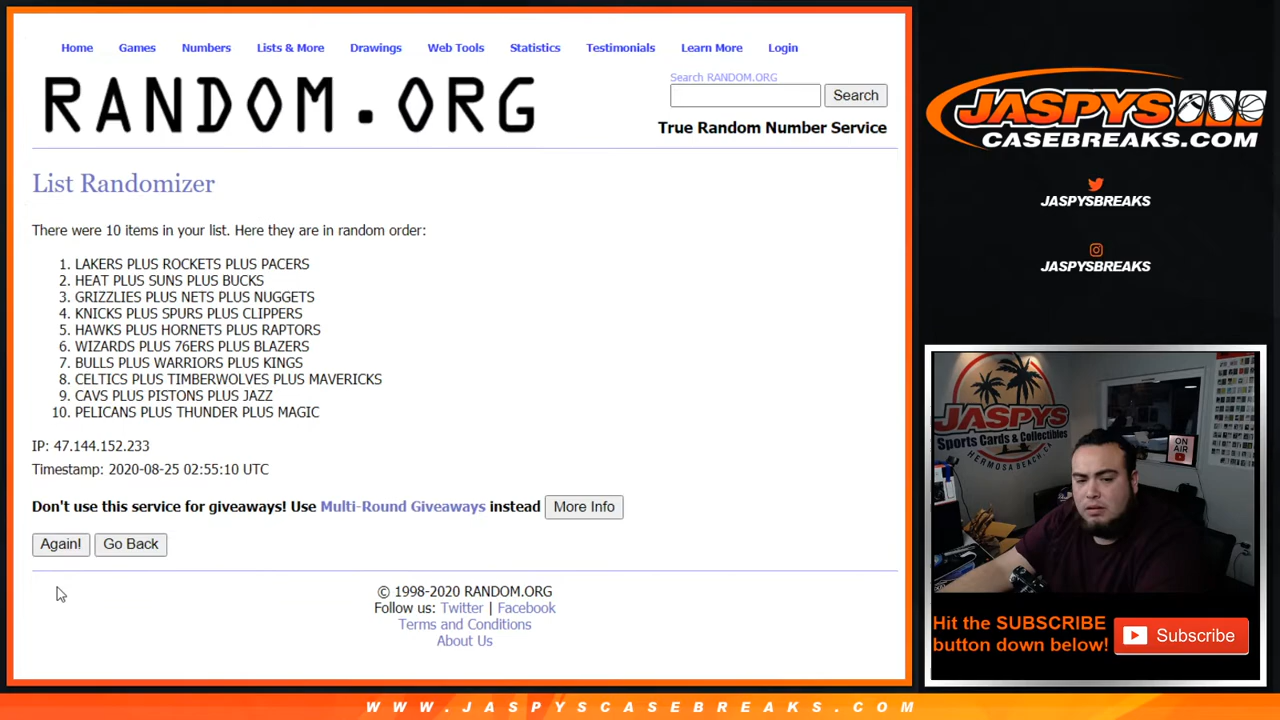 Home Games Numbers Lists & More Drawings Web Tools Statistics Testimonials Learn More Login
RANDOM.ORG
Search RANDOM.ORG
Search
True Random Number Service
List Randomizer
There were 10 items in your list. Here they are in random order:
1. LAKERS PLUS ROCKETS PLUS PACERS
2. HEAT PLUS SUNS PLUS BUCKS
3. GRIZZLIES PLUS NETS PLUS NUGGETS
4. KNICKS PLUS SPURS PLUS CLIPPERS
5. HAWKS PLUS HORNETS PLUS RAPTORS
6. WIZARDS PLUS 76ERS PLUS BLAZERS
7. BULLS PLUS WARRIORS PLUS KINGS
8. CELTICS PLUS TIMBERWOLVES PLUS MAVERICKS
9. CAVS PLUS PISTONS PLUS JAZZ
10. PELICANS PLUS THUNDER PLUS MAGIC
IP: 47.144.152.233
Timestamp: 2020-08-25 02:55:10 UTC
Don't use this service for giveaways! Use Multi-Round Giveaways instead More Info
Again! Go Back
© 1998-2020 RANDOM.ORG
Follow us: Twitter | Facebook
Terms and Conditions
About Us
JASPYS
CASEBREAKS.COM
JASPYSBREAKS
JASPYSBREAKS
JASPYS
Sports Cards & Collectibles
HERMOSA BEACH, CA
ON
AIR
Hit the SUBSCRIBE
button down below!
Subscribe
WWW.JASPYSCASEBREAKS.COM